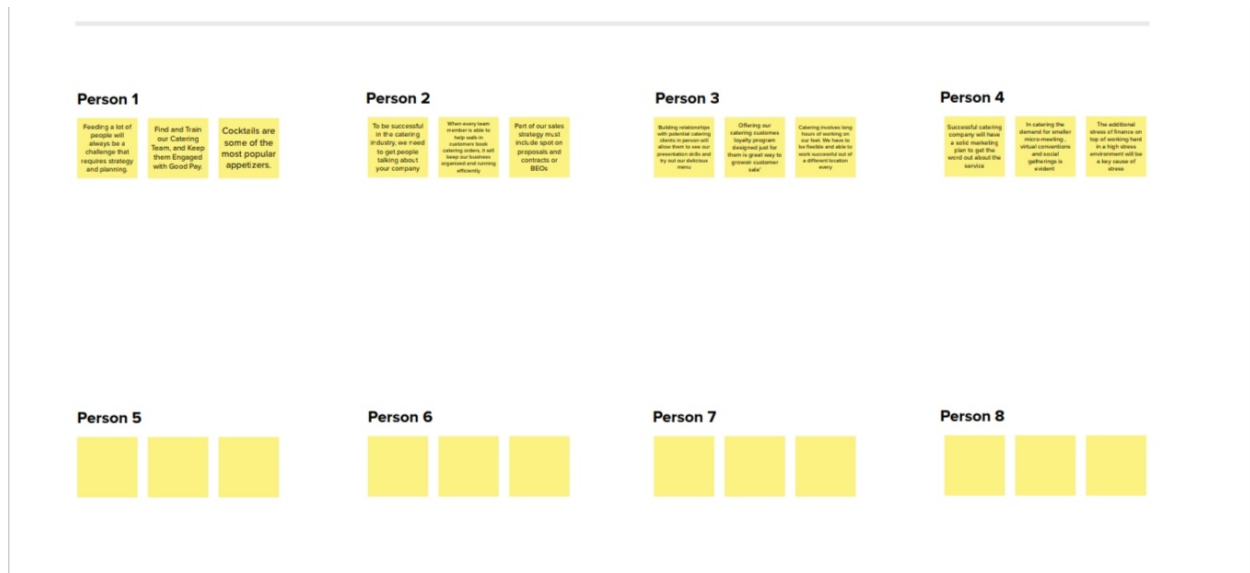 Person 1
Feeding a lot of
people will
always be a
challenge that
requires strategy
and planning.
Find and Train
our Catering
Team, and Keep
them Engaged
with Good Pay.
Cocktails are
some of the
most popular
appetizers.
Person 2
To be successful
in the catering
industry, we need
to get people
talking about
your company
When every team
member is able to
help walk in
customers book
catering orders, it will
keep our business
organized and running
efficiently
Part of our sales
strategy must
include spot on
proposals and
contracts or
BEOs
Person 3
Building relationships
with potential catering
clients in person will
allow them to see our
presentation skills and
try out our delicious
menu
Offering our
catering customers
loyalty program
designed just for
them is great way to
growour customer
sale'
Catering involves long
hours of working on
our feet. We have to
be flexible and able to
work successful out of
a different location
every
Person 4
Successful catering
company will have
a solid marketing
plan to get the
word out about the
service
In catering the
demand for smaller
micro-meeting,
virtual conventions
and social
gatherings is
evident
The additional
stress of finance on
top of working hard
in a high stress
environment will be
a key cause of
stress
Person 5
Person 6
Person 7
Person 8